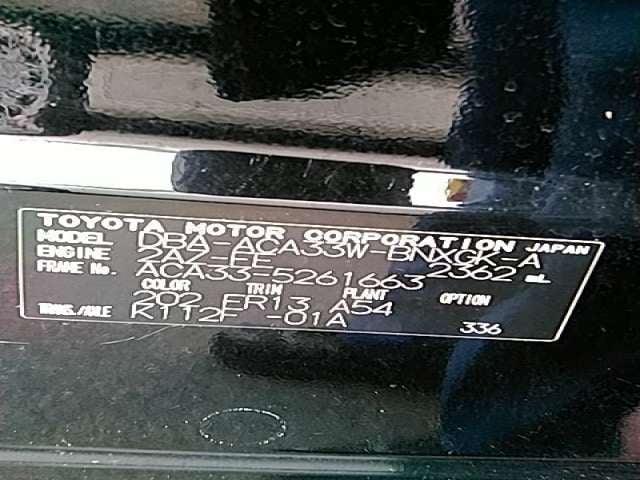 TOYOTA MOTOR CORPORATION JAPAN
MODEL DBA-ACA33W-BNXGK-A
ENGINE 2AZ-FE 2362 mL
FRAME No. ACA33-5261663
COLOR TRIM PLANT OPTION
202 FR13 A54
TRANS./AXLE K112F -01A
336